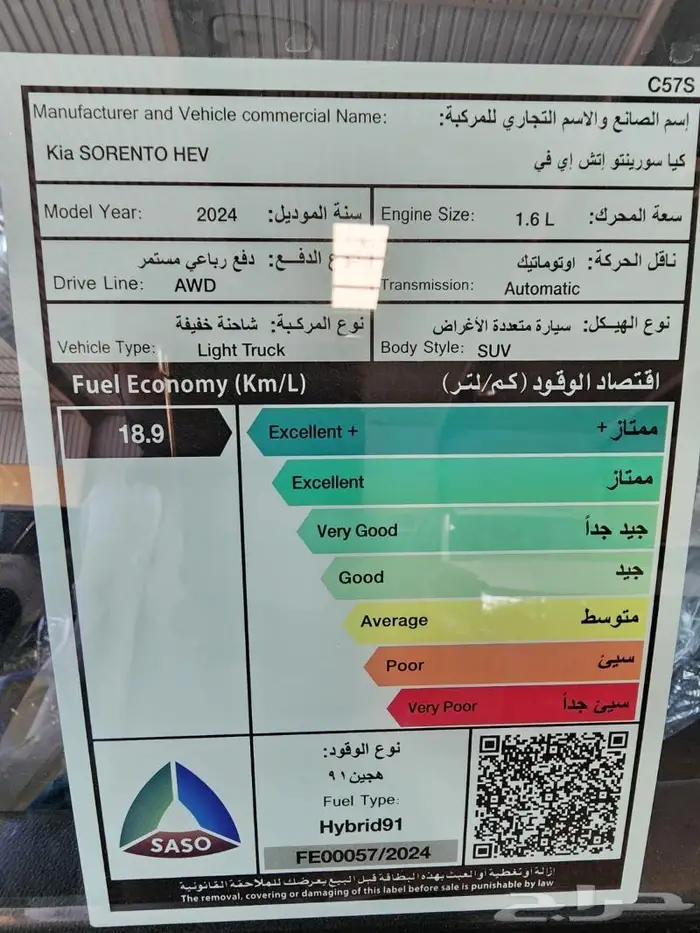 C57S
Manufacturer and Vehicle commercial Name: إسم الصانع والاسم التجاري للمركبة:
Kia SORENTO HEV كيا سورينتو إتش إي في
Model Year: 2024 سنة الموديل:
Engine Size: 1.6 L سعة المحرك:
الدفـــع: دفع رباعي مستمر
Drive Line: AWD
ناقل الحركة: اوتوماتيك
Transmission: Automatic
نوع المركـبة: شاحنة خفيفة
Vehicle Type: Light Truck
نوع الهيـكل: سيارة متعددة الأغراض
Body Style: SUV
Fuel Economy (Km/L) اقتصاد الوقود (كم/لتر)
18.9
Excellent + ممتاز +
Excellent ممتاز
Very Good جيد جداً
Good جيد
Average متوسط
Poor سيئ
Very Poor سيئ جداً
SASO
نوع الوقود:
هجين ٩١
Fuel Type:
Hybrid91
FE00057/2024
إزالة أو تغطية أو العبث بهذه البطاقة قبل البيع يعرضك للملاحقة القانونية
The removal, covering or damaging of this label before sale is punishable by law
حراج